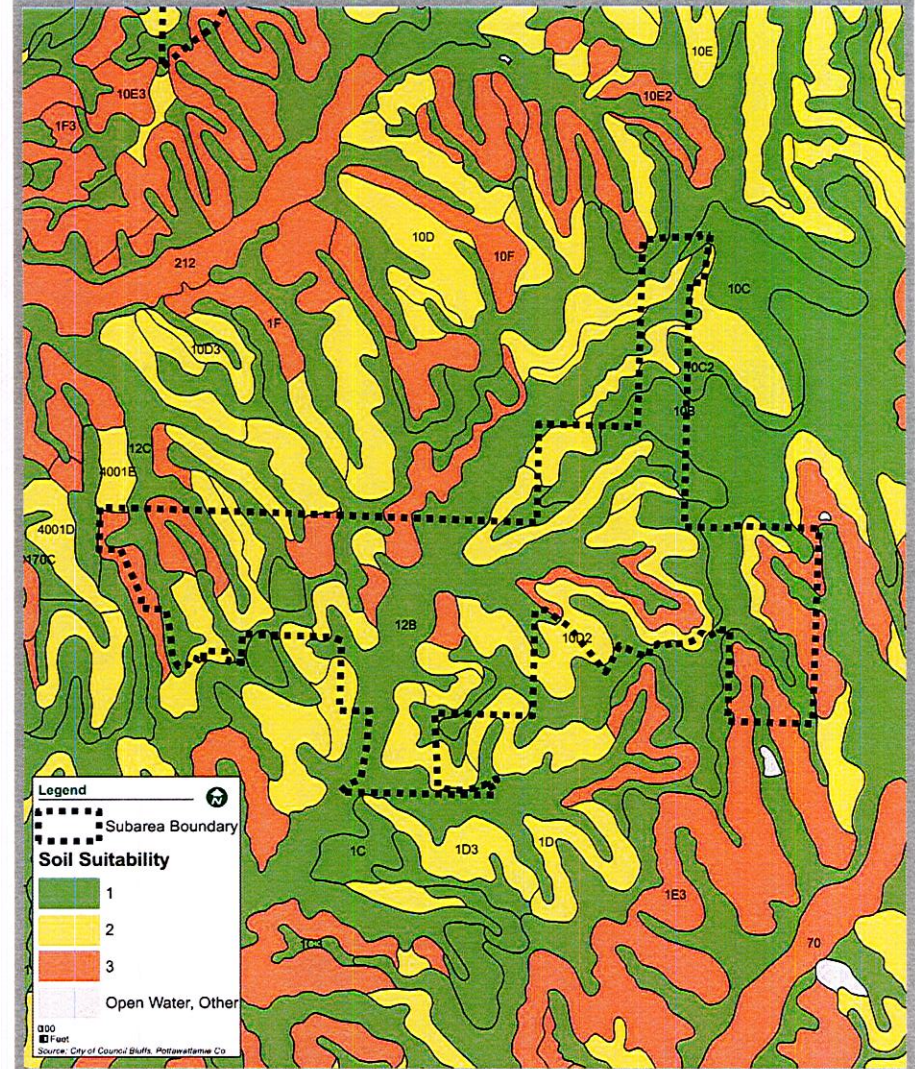 10E
10E3
10E2
1F3
10D
10F
212
10C
1F
10D3
10B
12C
4001E
4001D
12B
10D2
Legend
N
Subarea Boundary
Soil Suitability
1
2
3
Open Water, Other
Feet
Source: City of Council Bluffs, Pottawattamie Co
1C
1D3
1D
1E3
70